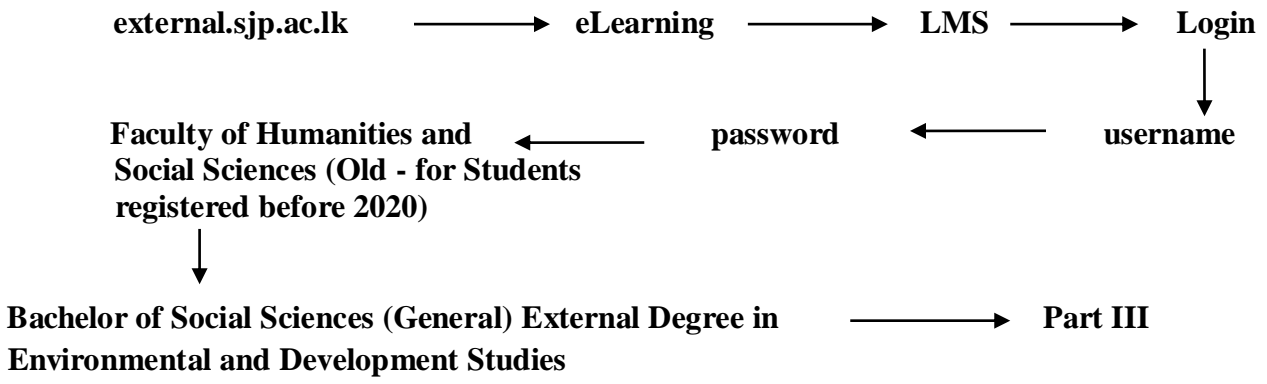 external.sjp.ac.lk eLearning LMS Login
username
password
Faculty of Humanities and
Social Sciences (Old - for Students
registered before 2020)
Bachelor of Social Sciences (General) External Degree in
Environmental and Development Studies
Part III